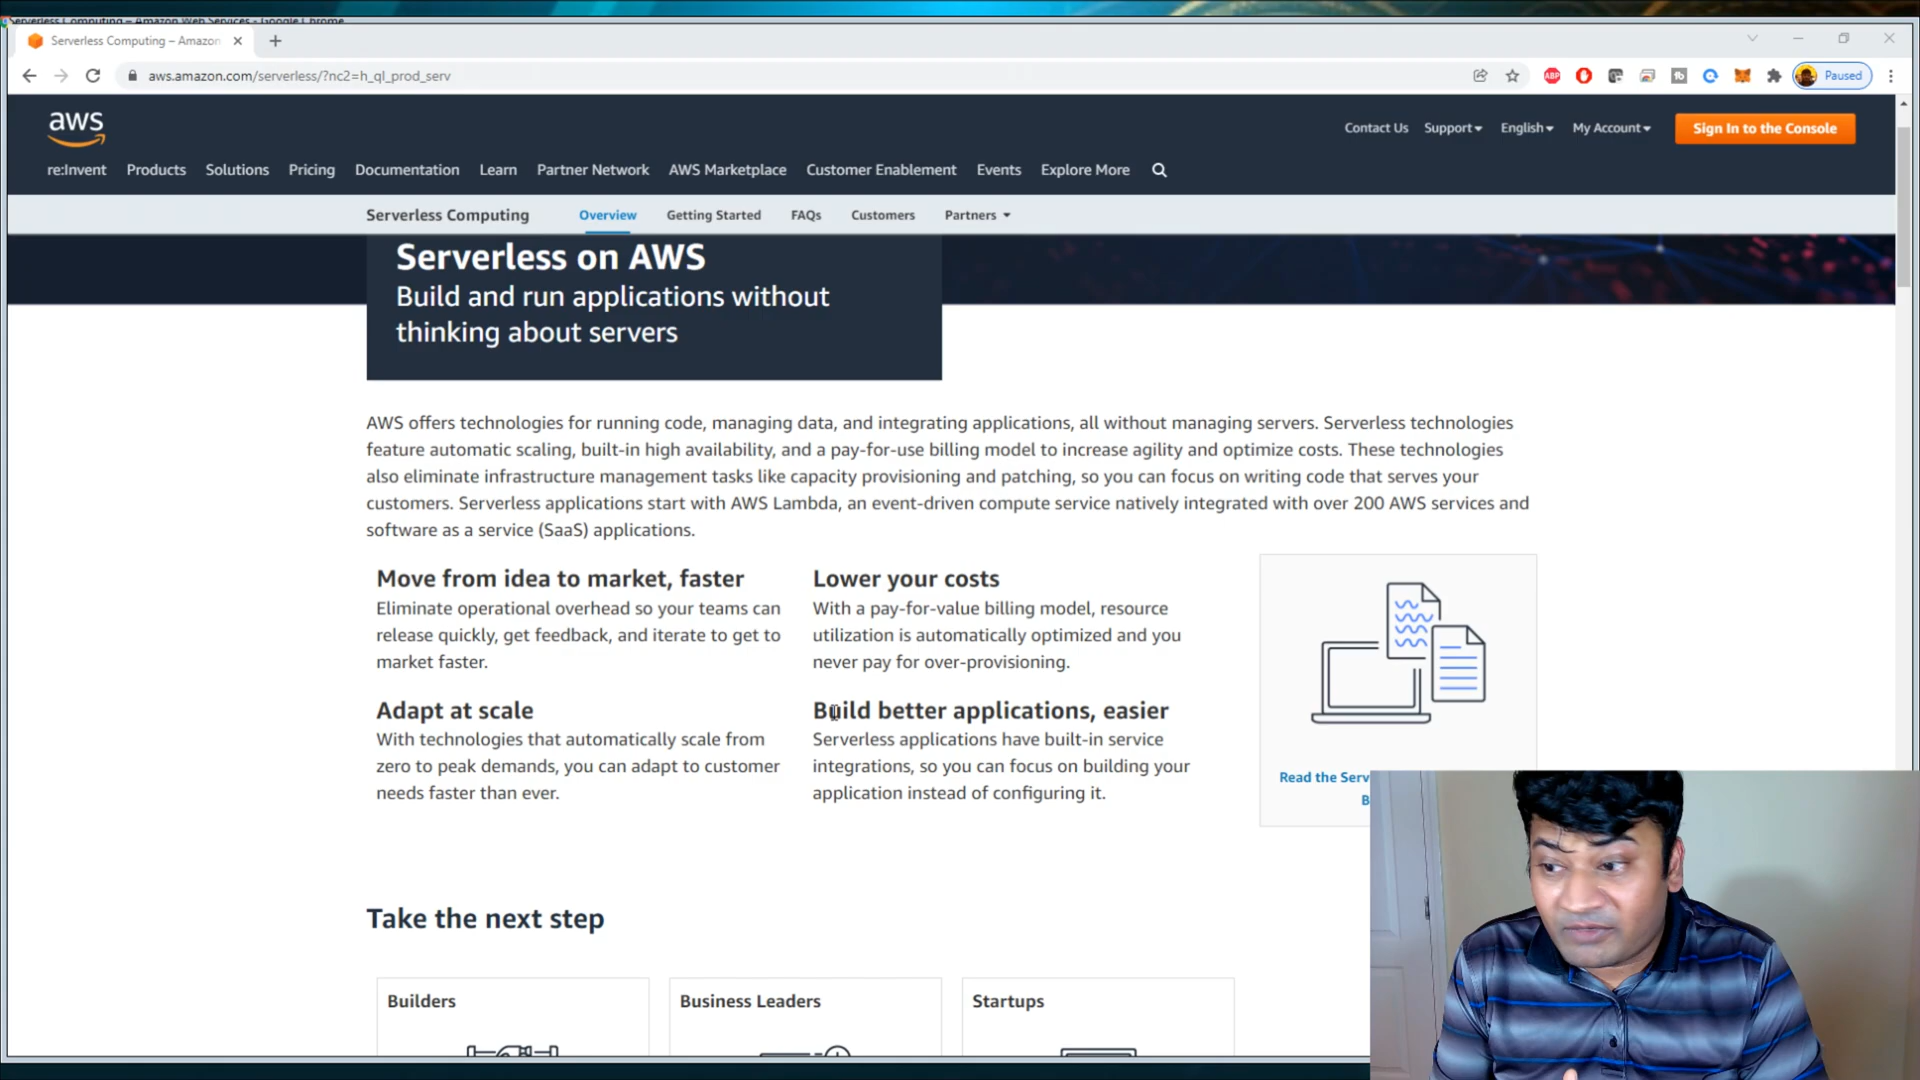 Serverless Computing – Amazon Web Services - Google Chrome
Serverless Computing – Amazon
aws.amazon.com/serverless/?nc2=h_ql_prod_serv
ABP
Paused
aws
Contact Us Support English My Account Sign In to the Console
re:Invent Products Solutions Pricing Documentation Learn Partner Network AWS Marketplace Customer Enablement Events Explore More
Serverless Computing Overview Getting Started FAQs Customers Partners
Serverless on AWS
Build and run applications without
thinking about servers
AWS offers technologies for running code, managing data, and integrating applications, all without managing servers. Serverless technologies
feature automatic scaling, built-in high availability, and a pay-for-use billing model to increase agility and optimize costs. These technologies
also eliminate infrastructure management tasks like capacity provisioning and patching, so you can focus on writing code that serves your
customers. Serverless applications start with AWS Lambda, an event-driven compute service natively integrated with over 200 AWS services and
software as a service (SaaS) applications.
Move from idea to market, faster
Eliminate operational overhead so your teams can
release quickly, get feedback, and iterate to get to
market faster.
Lower your costs
With a pay-for-value billing model, resource
utilization is automatically optimized and you
never pay for over-provisioning.
Adapt at scale
With technologies that automatically scale from
zero to peak demands, you can adapt to customer
needs faster than ever.
Build better applications, easier
Serverless applications have built-in service
integrations, so you can focus on building your
application instead of configuring it.
Read the Serv
B
Take the next step
Builders
Business Leaders
Startups